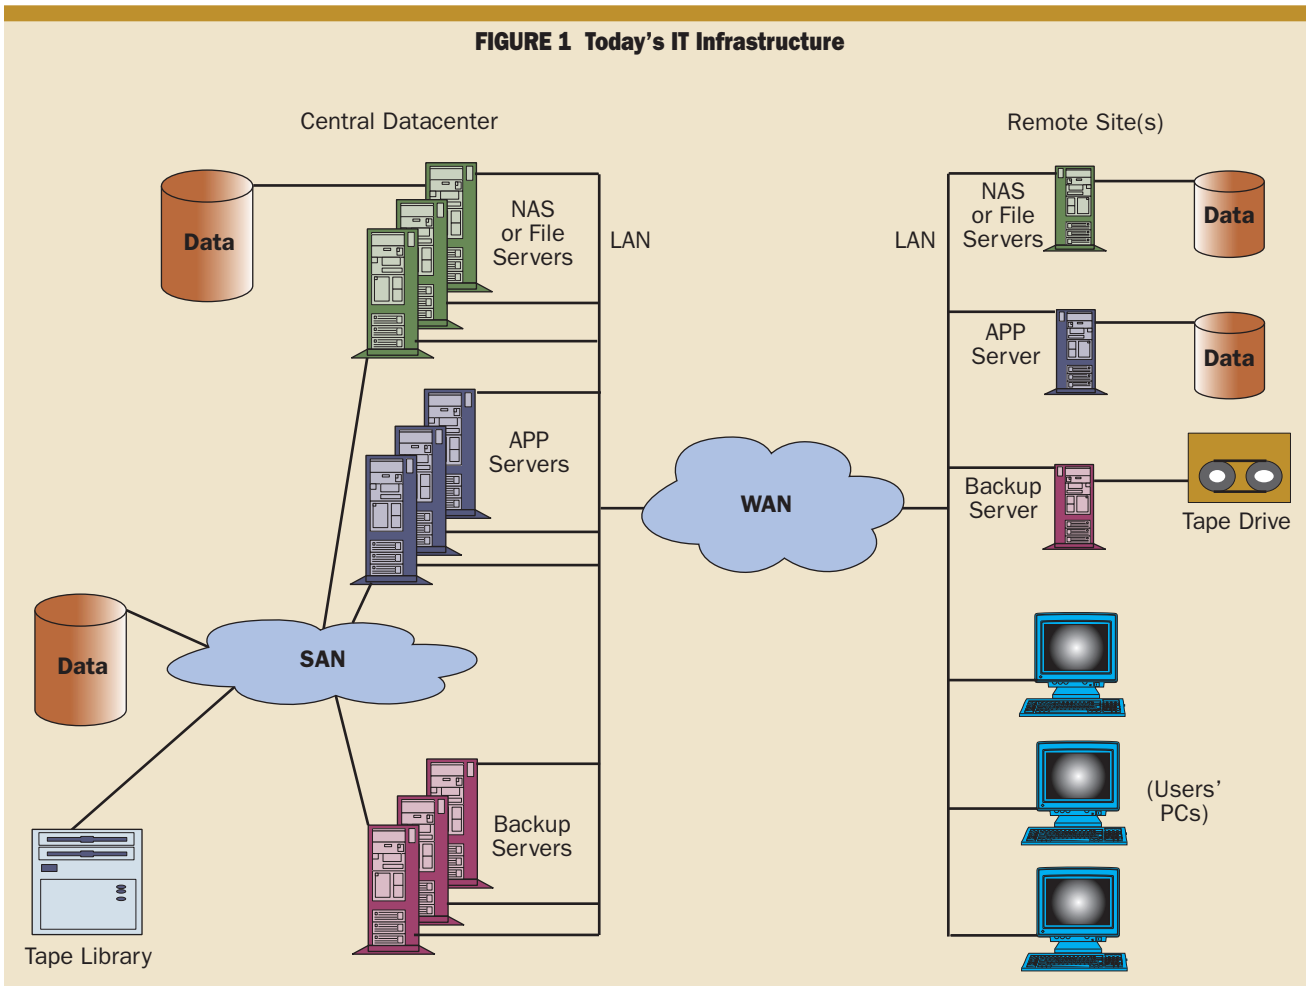 FIGURE 1 Today's IT Infrastructure
Central Datacenter
Data
NAS
or File
Servers
LAN
APP
Servers
SAN
Data
Backup
Servers
Tape Library
WAN
Remote Site(s)
LAN
NAS
or File
Servers
Data
APP
Server
Data
Backup
Server
Tape Drive
(Users'
PCs)